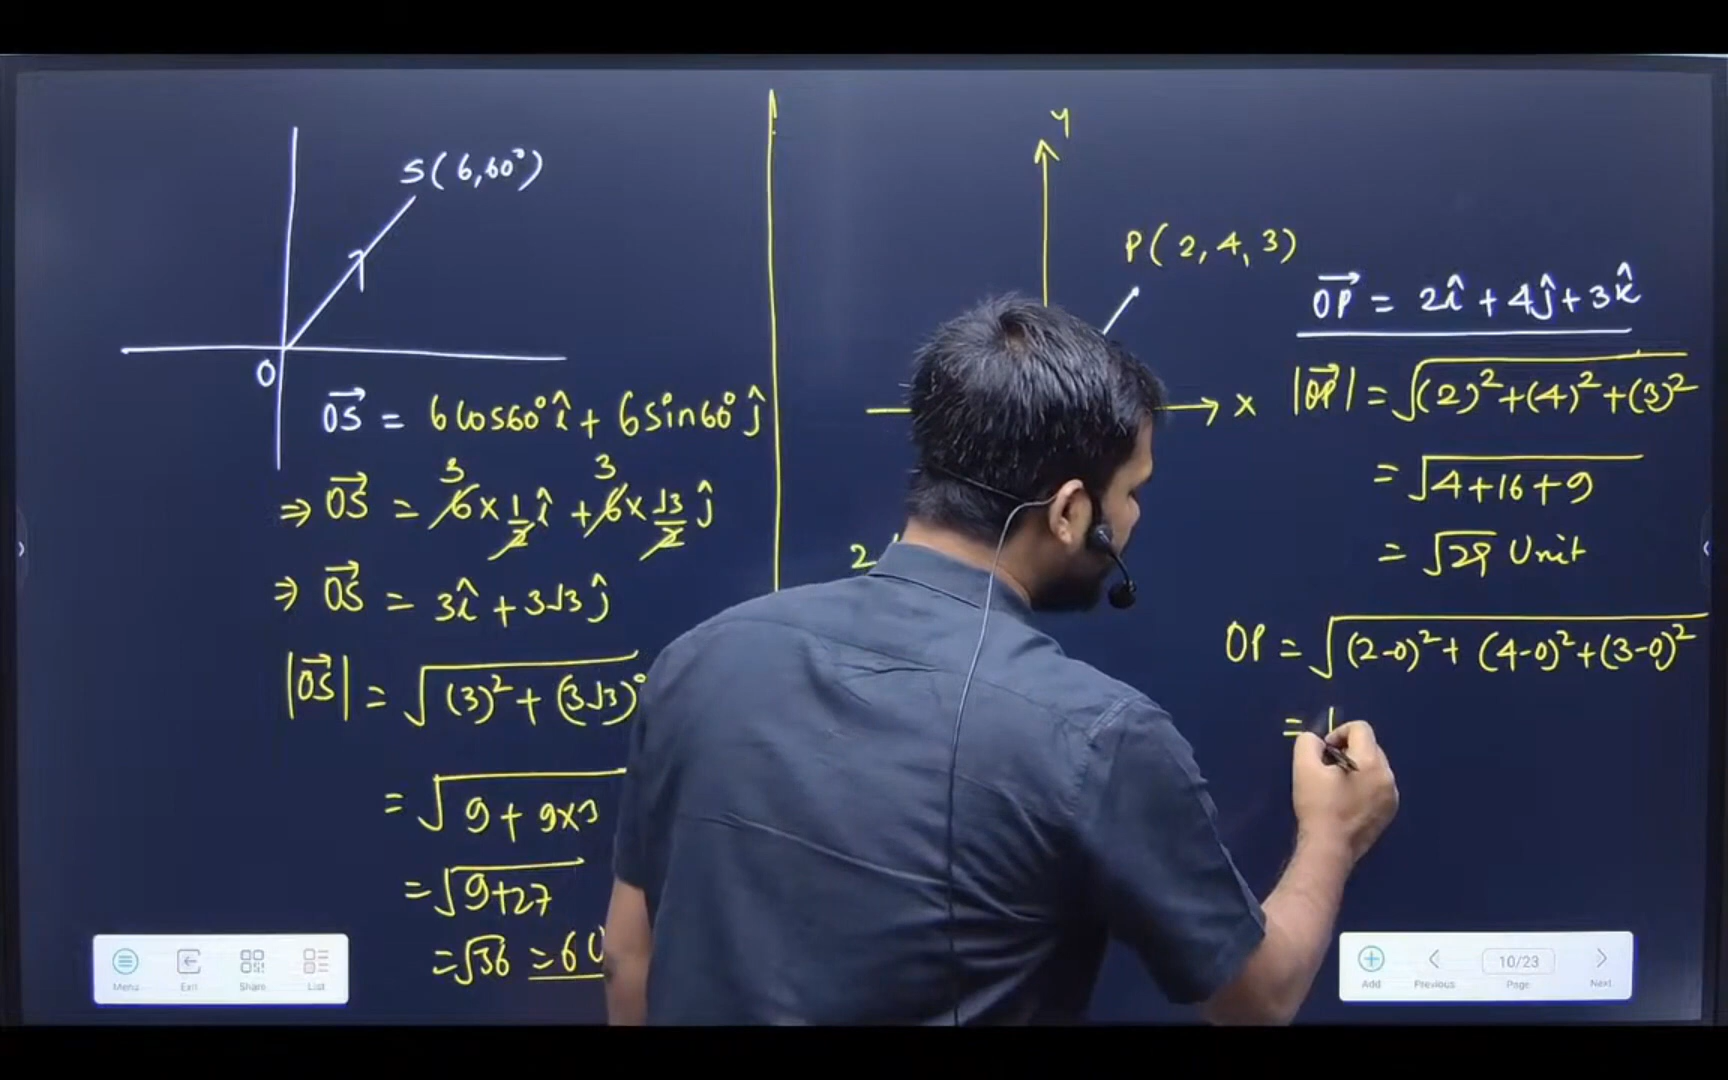 S(6,60°)
O
OS⃗ = 6cos60° î + 6sin60° ĵ
⇒ OS⃗ = 6×1/2 î + 6×√3/2 ĵ
3 3
⇒ OS⃗ = 3î + 3√3ĵ
|OS⃗| = √(3)² + (3√3)
= √9 + 9×3
= √9+27
= √36 = 6
Y
P(2, 4, 3)
X
2
OP⃗ = 2î + 4ĵ + 3k̂
|OP⃗| = √(2)²+(4)²+(3)²
= √4+16+9
= √29 Unit
OP = √(2-0)²+ (4-0)²+(3-0)²
=
Menu Exit Share List
Add Previous 10/23 Page Next